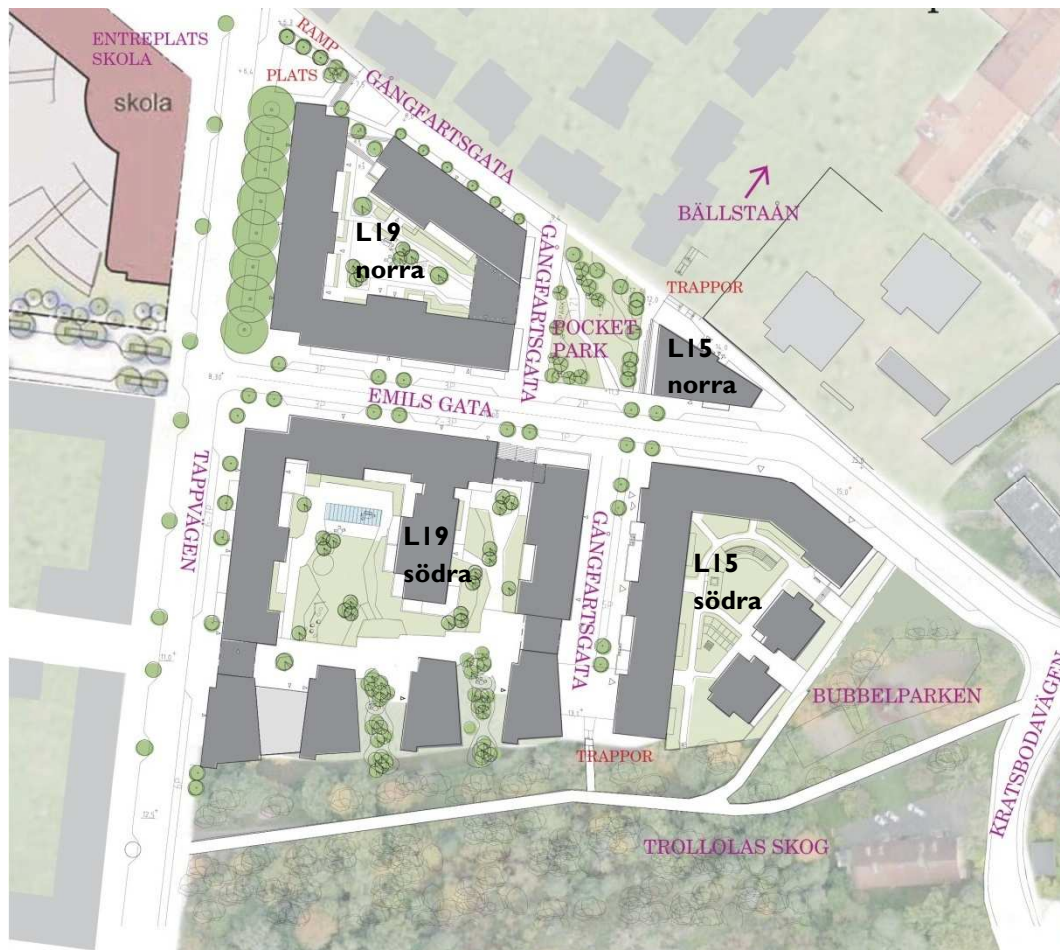 ENTREPLATS
SKOLA
skola
RAMP
PLATS
GÅNGFARTSGATA
BÄLLSTAÅN
L19
norra
GÅNGFARTSGATA
TRAPPOR
POCKET
PARK
L15
norra
EMILS GATA
TAPPVÄGEN
L19
södra
GÅNGFARTSGATA
L15
södra
BUBBELPARKEN
KRATSBODAVÄGEN
TRAPPOR
TROLLOLAS SKOG